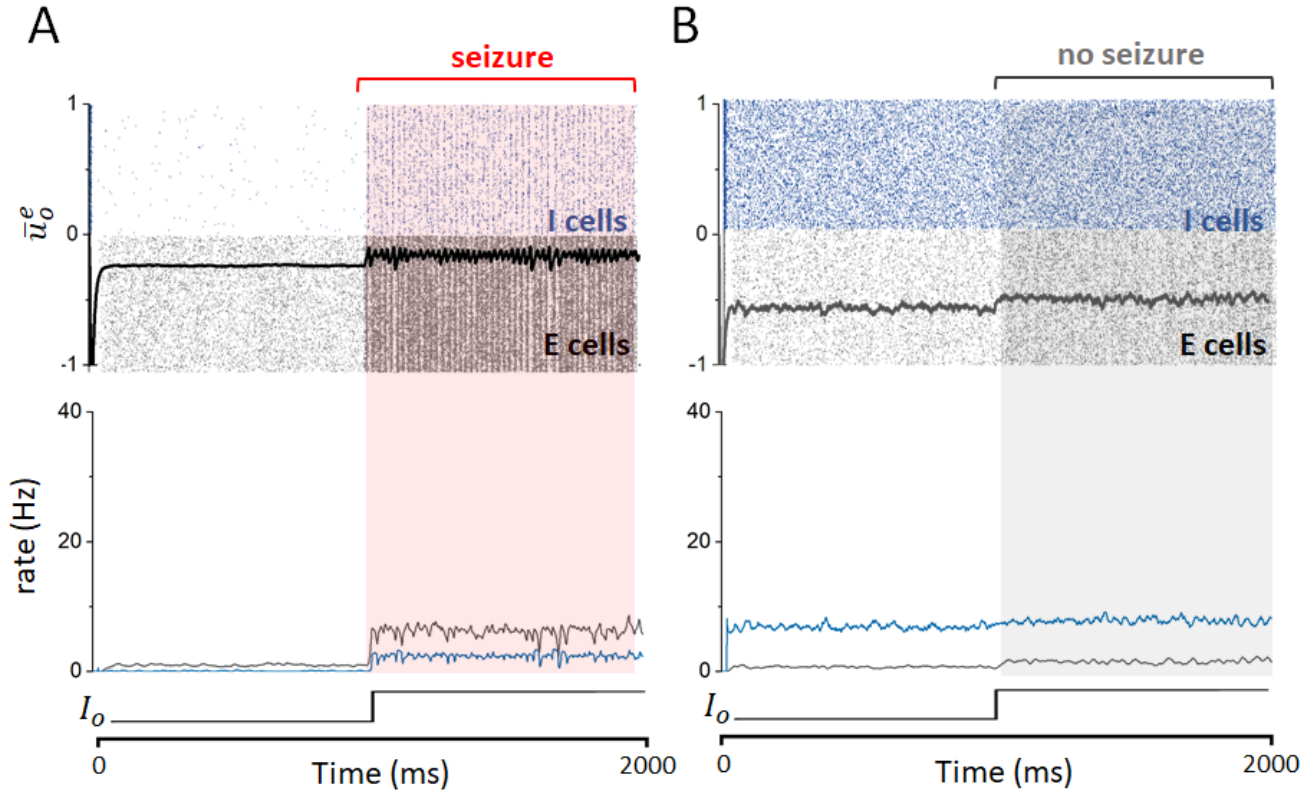 A
seizure
1
0
-1
ū_o^e
I cells
E cells
40
20
0
rate (Hz)
I_o
0
Time (ms)
2000
B
no seizure
1
0
-1
I cells
E cells
40
20
0
I_o
0
Time (ms)
2000